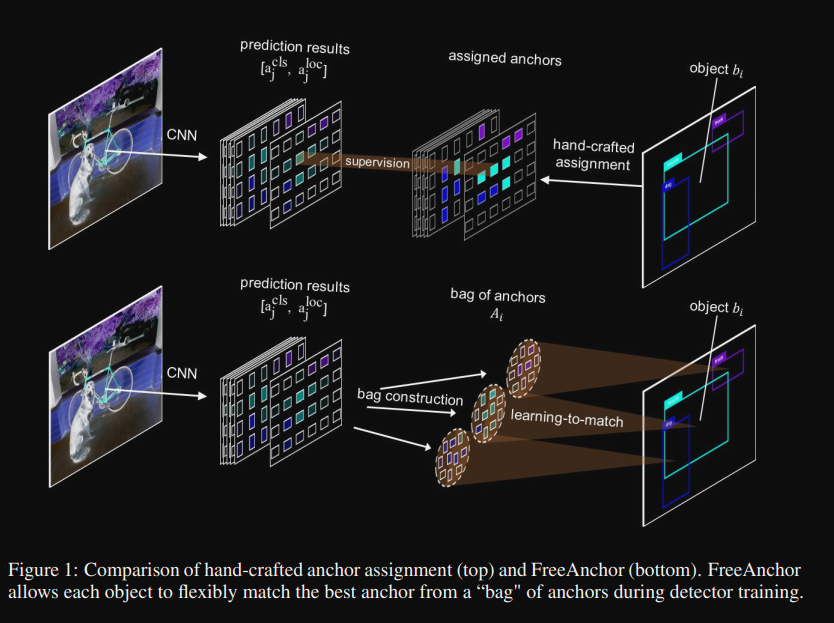 prediction results
[a_j^cls, a_j^loc]
assigned anchors
object b_i
CNN
supervision
hand-crafted
assignment
prediction results
[a_j^cls, a_j^loc]
bag of anchors
A_i
object b_i
CNN
bag construction
learning-to-match
Figure 1: Comparison of hand-crafted anchor assignment (top) and FreeAnchor (bottom). FreeAnchor
allows each object to flexibly match the best anchor from a “bag" of anchors during detector training.